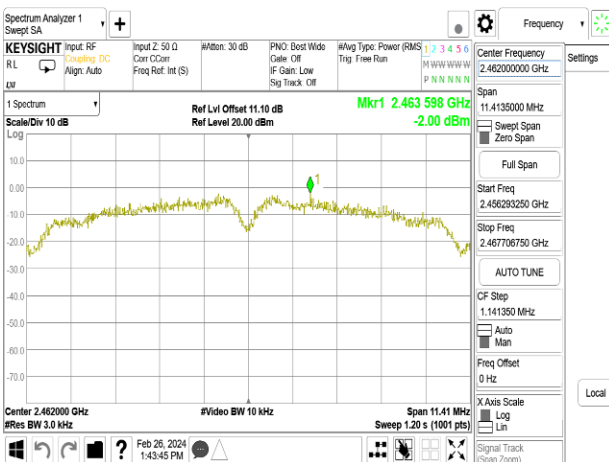 Spectrum Analyzer 1
Swept SA
+
Frequency
KEYSIGHT
RL
Input: RF
Coupling: DC
Align: Auto
Input Z: 50 Ω
Corr CCorr
Freq Ref: Int (S)
#Atten: 30 dB
PNO: Best Wide
Gate: Off
IF Gain: Low
Sig Track: Off
#Avg Type: Power (RMS
Trig: Free Run
1 2 3 4 5 6
M W W W W W
P N N N N N
Center Frequency
2.462000000 GHz
Settings
Span
11.4135000 MHz
Swept Span
Zero Span
Full Span
Start Freq
2.456293250 GHz
Stop Freq
2.467706750 GHz
AUTO TUNE
CF Step
1.141350 MHz
Auto
Man
Freq Offset
0 Hz
X Axis Scale
Log
Lin
Local
Signal Track
(Span Zoom)
1 Spectrum
Scale/Div 10 dB
Ref Lvl Offset 11.10 dB
Ref Level 20.00 dBm
Mkr1 2.463 598 GHz
-2.00 dBm
Log
10.0
0.00
1
-10.0
-20.0
-30.0
-40.0
-50.0
-60.0
-70.0
Center 2.462000 GHz
#Res BW 3.0 kHz
#Video BW 10 kHz
Span 11.41 MHz
Sweep 1.20 s (1001 pts)
?
Feb 26, 2024
1:43:45 PM